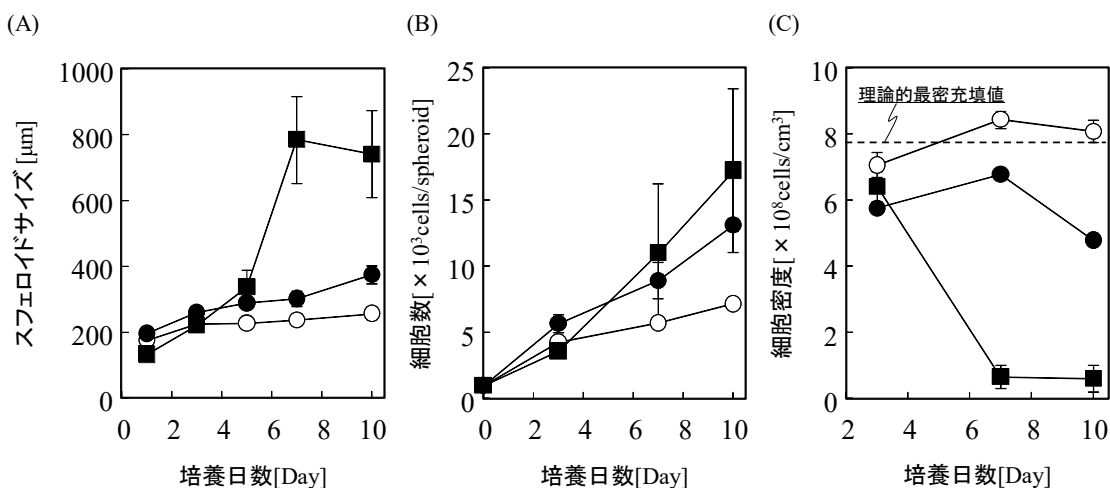 (A)
1000
800
600
400
200
0
0 2 4 6 8 10
スフェロイドサイズ[μm]
培養日数[Day]
(B)
25
20
15
10
5
0
0 2 4 6 8 10
細胞数[×10³cells/spheroid]
培養日数[Day]
(C)
10
8
6
4
2
0
2 4 6 8 10
細胞密度[×10⁸cells/cm³]
理論的最密充填値
培養日数[Day]